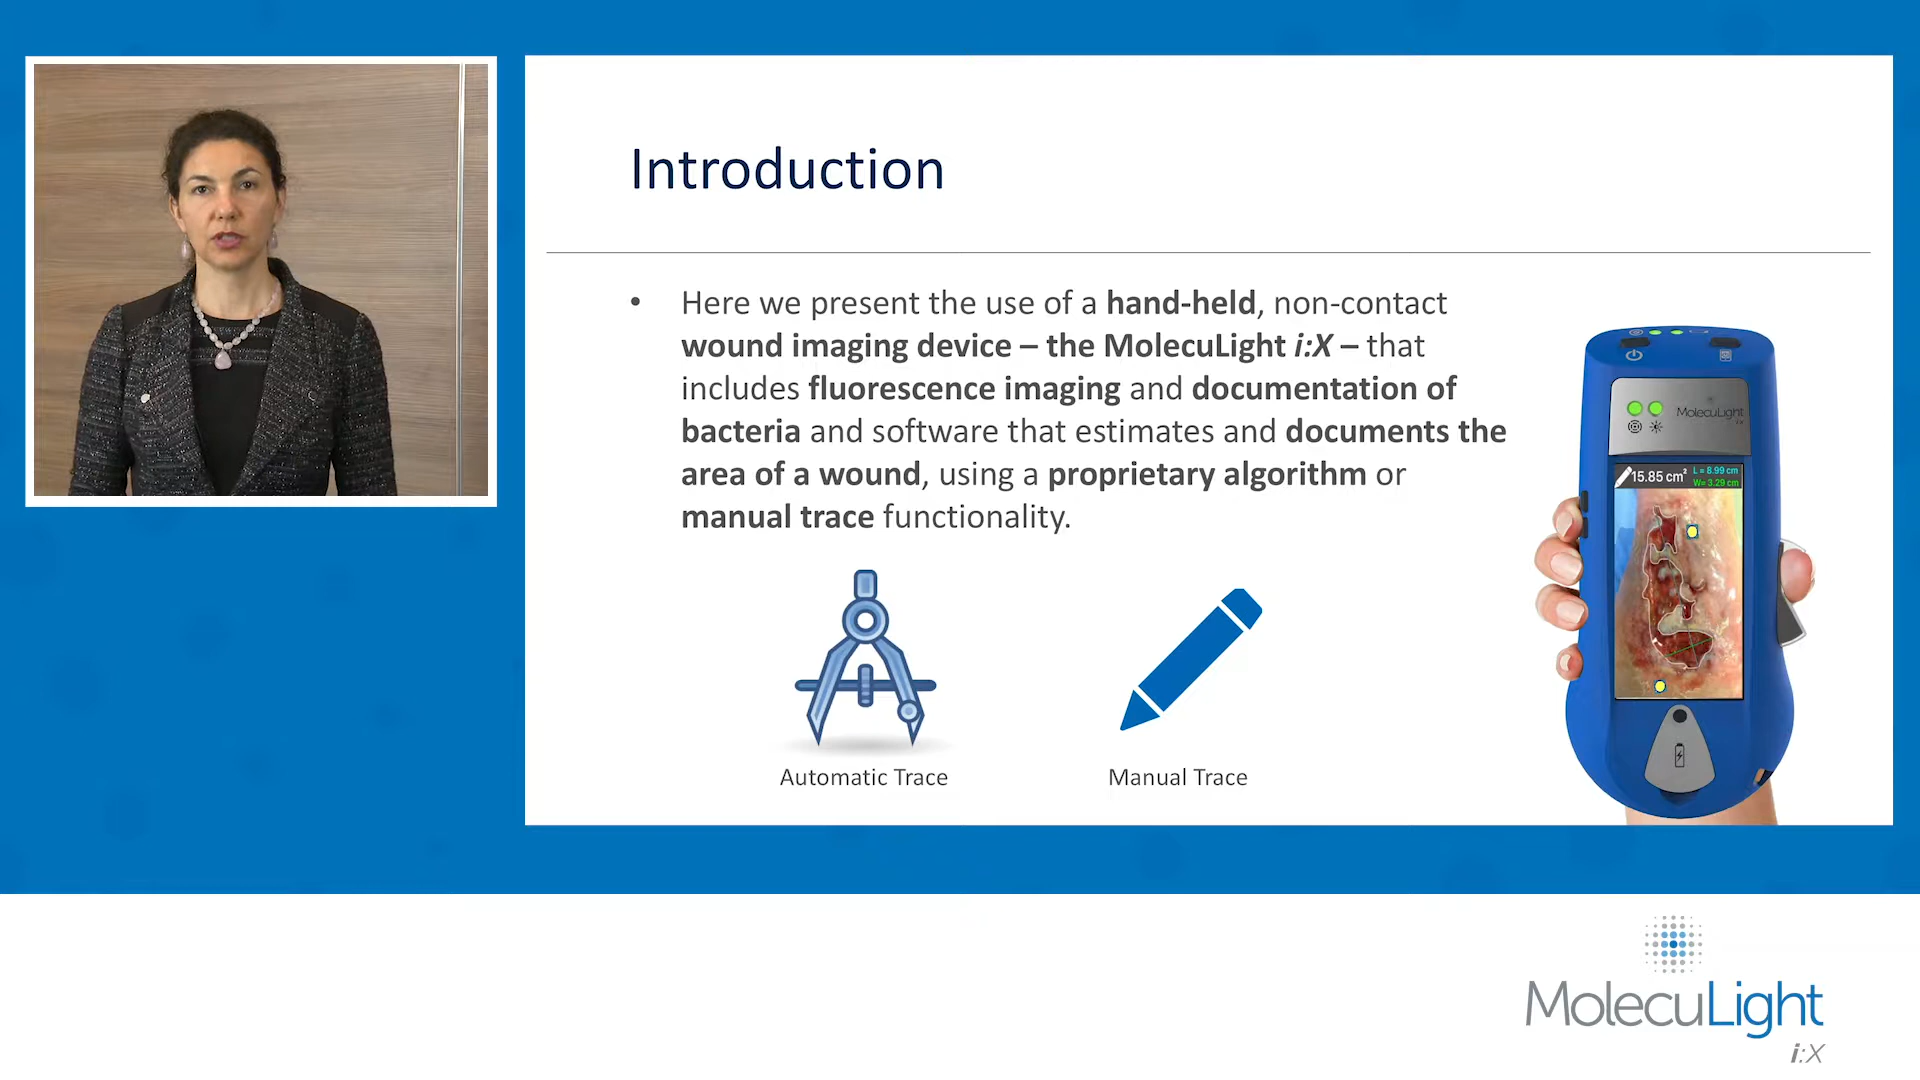 Introduction
• Here we present the use of a hand-held, non-contact
wound imaging device – the MolecuLight i:X – that
includes fluorescence imaging and documentation of
bacteria and software that estimates and documents the
area of a wound, using a proprietary algorithm or
manual trace functionality.
Automatic Trace
Manual Trace
MolecuLight
i:X
15.85 cm²
L = 8.99 cm
W= 3.29 cm
MolecuLight
i:X